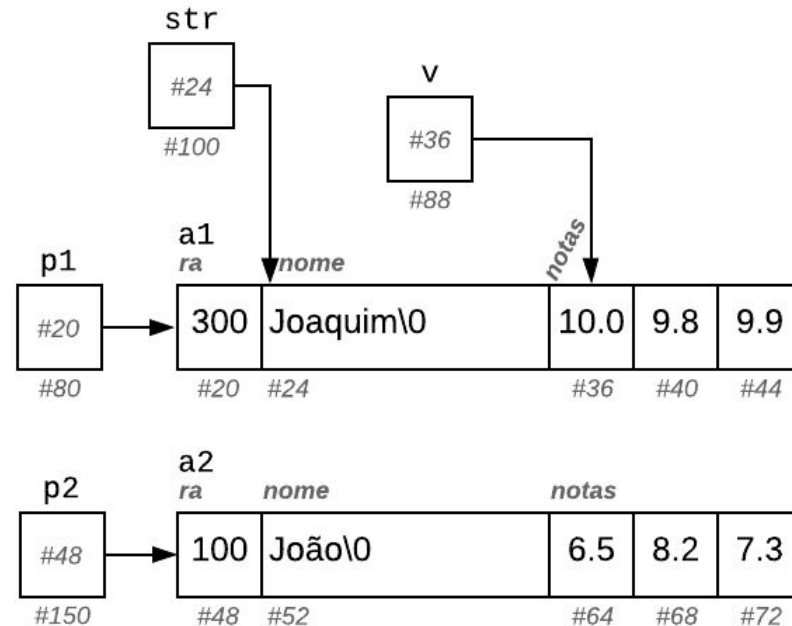 str
#24
#100
v
#36
#88
notas
a1
ra nome
p1
#20
#80
300 Joaquim\0 10.0 9.8 9.9
#20 #24 #36 #40 #44
a2
ra nome notas
p2
#48
#150
100 João\0 6.5 8.2 7.3
#48 #52 #64 #68 #72